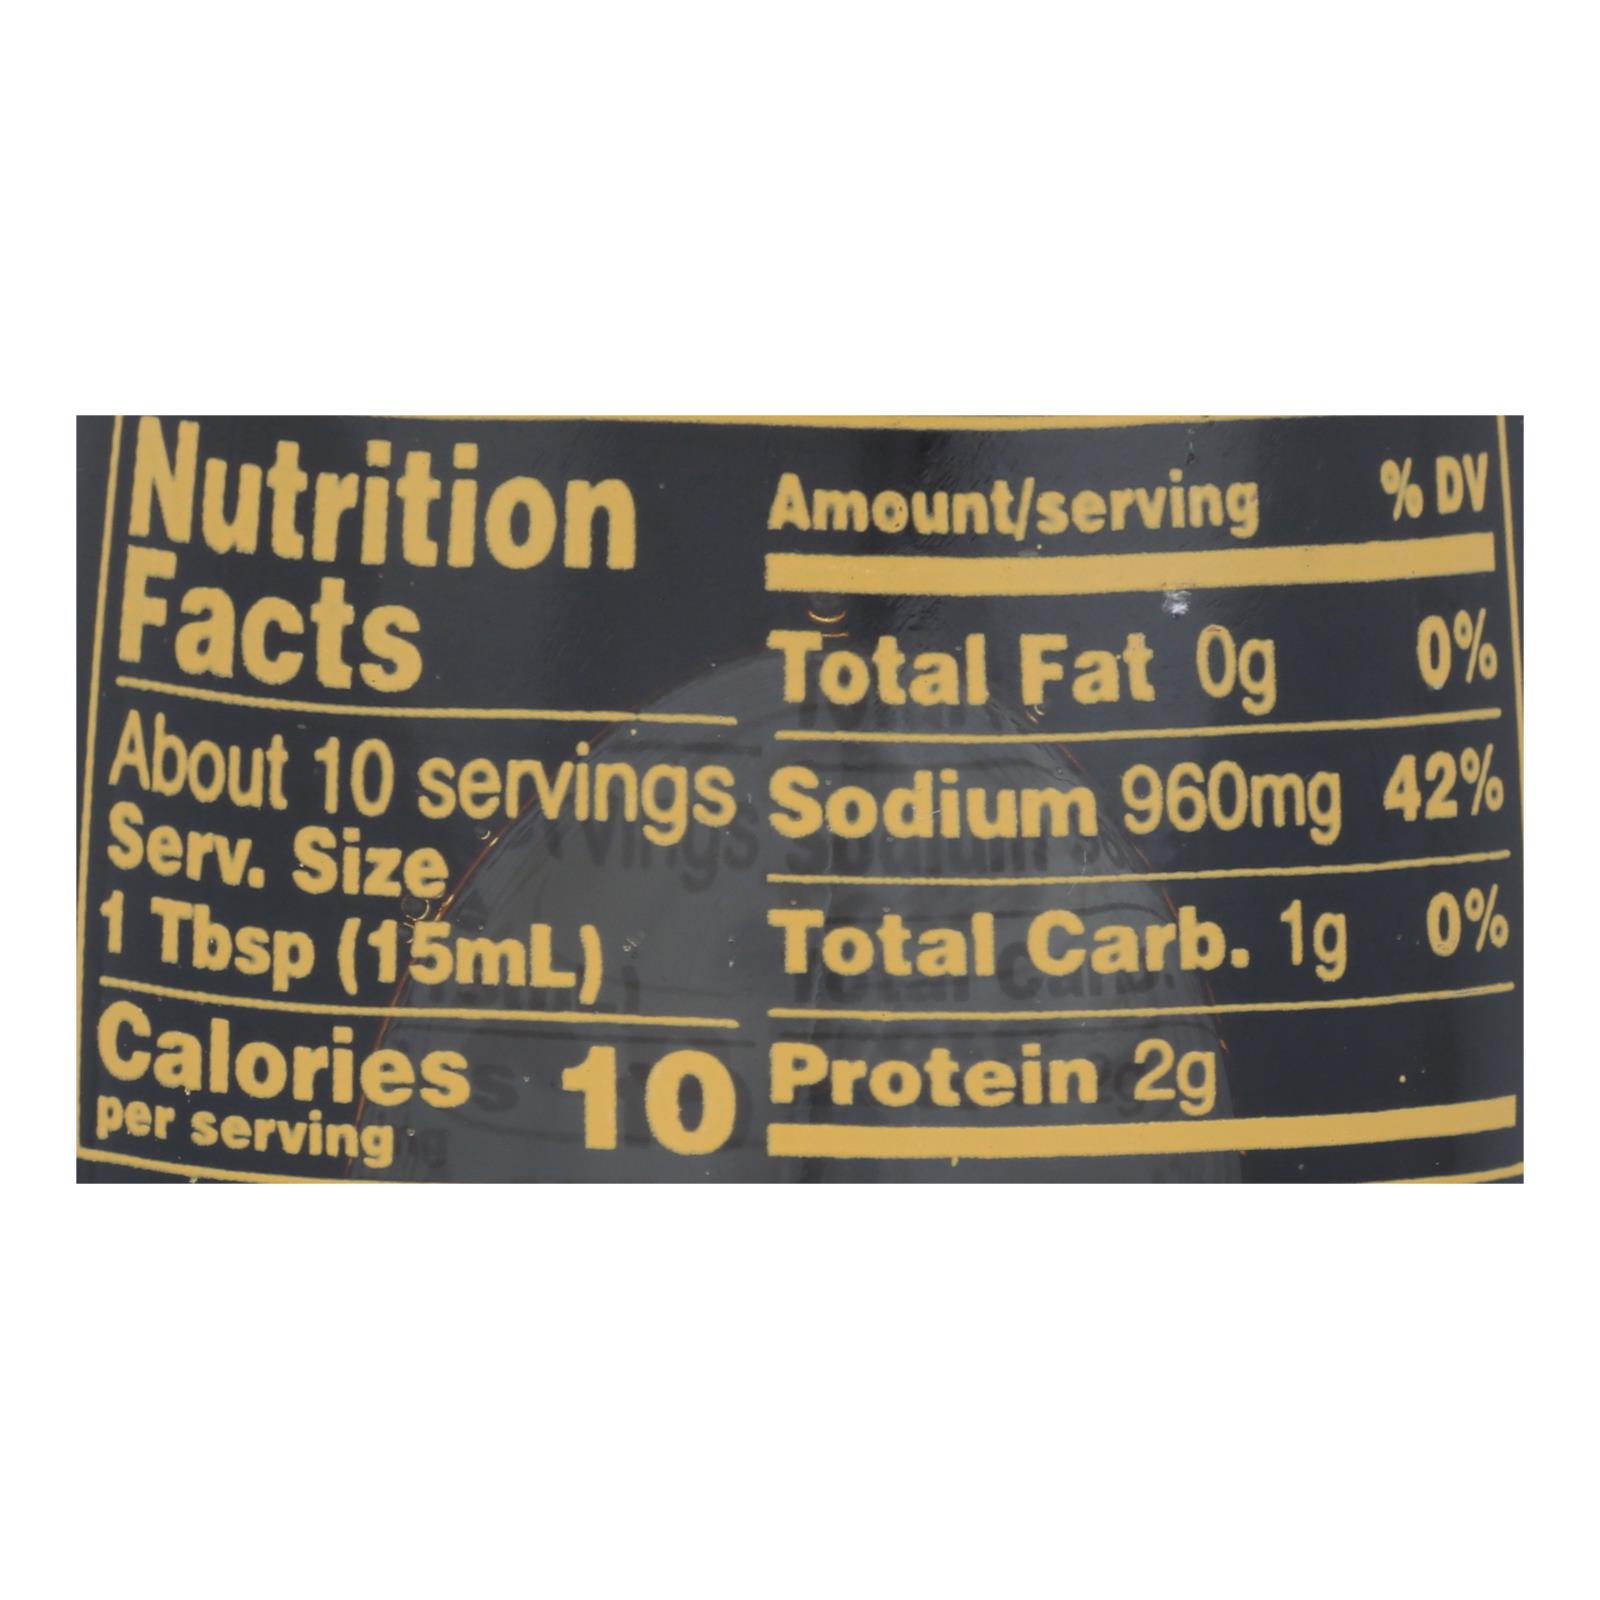 Nutrition
Facts
About 10 servings
Serv. Size
1 Tbsp (15mL)
Calories 10
per serving
Amount/serving % DV
Total Fat 0g 0%
Sodium 960mg 42%
Total Carb. 1g 0%
Protein 2g